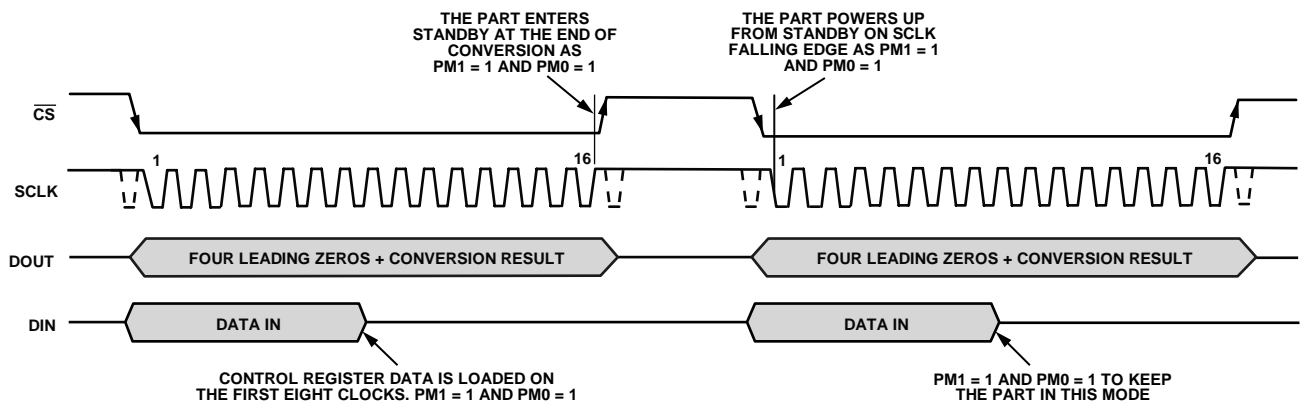 THE PART ENTERS
STANDBY AT THE END OF
CONVERSION AS
PM1 = 1 AND PM0 = 1
THE PART POWERS UP
FROM STANDBY ON SCLK
FALLING EDGE AS PM1 = 1
AND PM0 = 1
CS
1
16
1
16
SCLK
DOUT
FOUR LEADING ZEROS + CONVERSION RESULT
FOUR LEADING ZEROS + CONVERSION RESULT
DIN
DATA IN
DATA IN
CONTROL REGISTER DATA IS LOADED ON
THE FIRST EIGHT CLOCKS. PM1 = 1 AND PM0 = 1
PM1 = 1 AND PM0 = 1 TO KEEP
THE PART IN THIS MODE